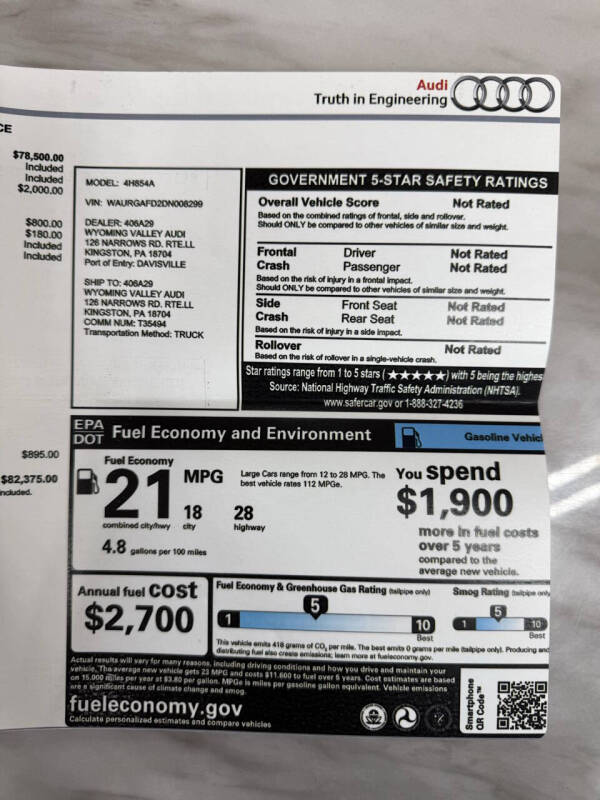 Audi
Truth in Engineering
CE
$78,500.00
Included
Included
$2,000.00
$800.00
$180.00
Included
Included
$895.00
$82,375.00
ncluded.
MODEL: 4H854A
VIN: WAURGAFD2DN008299
DEALER: 406A29
WYOMING VALLEY AUDI
126 NARROWS RD. RTE.LL
KINGSTON, PA 18704
Port of Entry: DAVISVILLE
SHIP TO: 406A29
WYOMING VALLEY AUDI
126 NARROWS RD. RTE.LL
KINGSTON, PA 18704
COMM NUM: T35494
Transportation Method: TRUCK
GOVERNMENT 5-STAR SAFETY RATINGS
Overall Vehicle Score Not Rated
Based on the combined ratings of frontal, side and rollover.
Should ONLY be compared to other vehicles of similar size and weight.
Frontal Driver Not Rated
Crash Passenger Not Rated
Based on the risk of injury in a frontal impact.
Should ONLY be compared to other vehicles of similar size and weight.
Side Front Seat Not Rated
Crash Rear Seat Not Rated
Based on the risk of injury in a side impact.
Rollover Not Rated
Based on the risk of rollover in a single-vehicle crash.
Star ratings range from 1 to 5 stars (★★★★★) with 5 being the highes
Source: National Highway Traffic Safety Administration (NHTSA).
www.safercar.gov or 1-888-327-4236
EPA
DOT Fuel Economy and Environment
Gasoline Vehicl
Fuel Economy
21 MPG
combined city/hwy
18
city
28
highway
4.8 gallons per 100 miles
Large Cars range from 12 to 28 MPG. The
best vehicle rates 112 MPGe.
You spend
$1,900
more in fuel costs
over 5 years
compared to the
average new vehicle.
Annual fuel COST
$2,700
Fuel Economy & Greenhouse Gas Rating (tailpipe only)
5
1 10
Best
Smog Rating (tailpipe only
5
1 10
Best
This vehicle emits 418 grams of CO₂ per mile. The best emits 0 grams per mile (tailpipe only). Producing and
distributing fuel also create emissions; learn more at fueleconomy.gov.
Actual results will vary for many reasons, including driving conditions and how you drive and maintain your
vehicle. The average new vehicle gets 23 MPG and costs $11,600 to fuel over 5 years. Cost estimates are based
on 15,000 miles per year at $3.80 per gallon. MPGe is miles per gasoline gallon equivalent. Vehicle emissions
are a significant cause of climate change and smog.
fueleconomy.gov
Calculate personalized estimates and compare vehicles
Smartphone
QR Code™